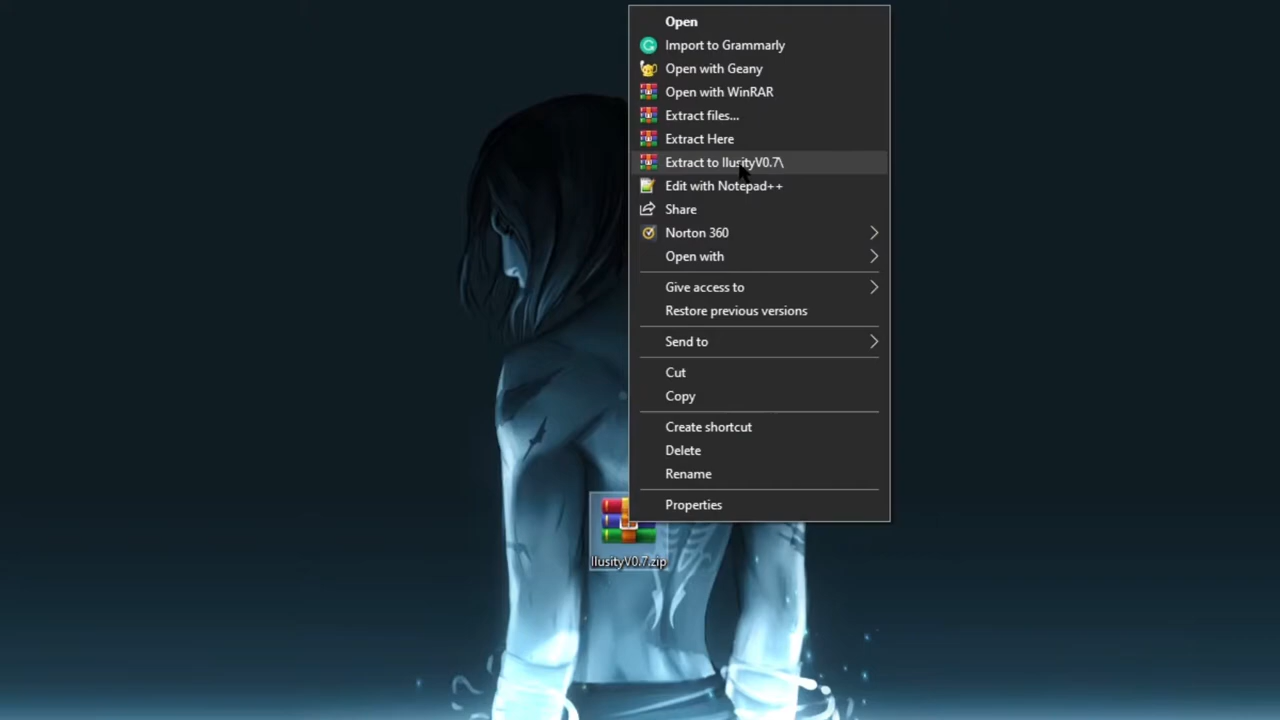 Open
Import to Grammarly
Open with Geany
Open with WinRAR
Extract files...
Extract Here
Extract to IlusityV0.7\
Edit with Notepad++
Share
Norton 360
Open with
Give access to
Restore previous versions
Send to
Cut
Copy
Create shortcut
Delete
Rename
Properties
IlusityV0.7.zip